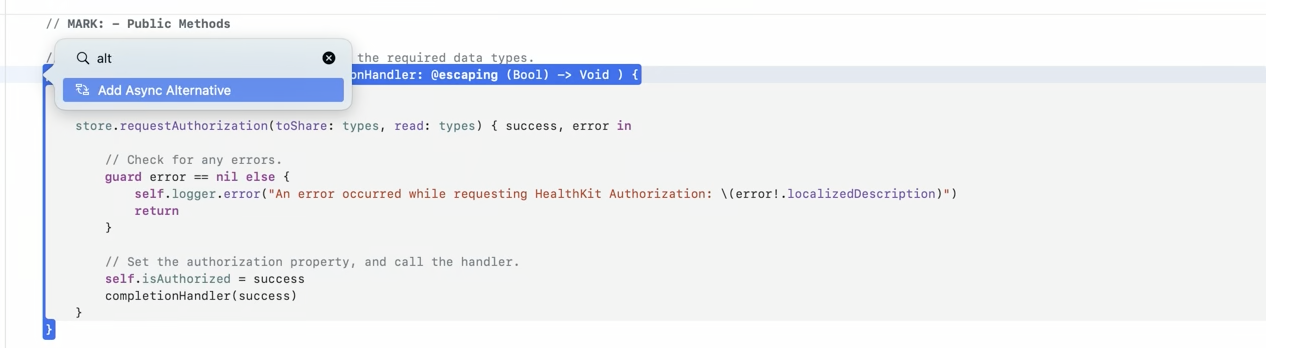 // MARK: - Public Methods
alt
/ the required data types.
onHandler: @escaping (Bool) -> Void ) {
Add Async Alternative
store.requestAuthorization(toShare: types, read: types) { success, error in
// Check for any errors.
guard error == nil else {
self.logger.error("An error occurred while requesting HealthKit Authorization: \(error!.localizedDescription)")
return
}
// Set the authorization property, and call the handler.
self.isAuthorized = success
completionHandler(success)
}
}